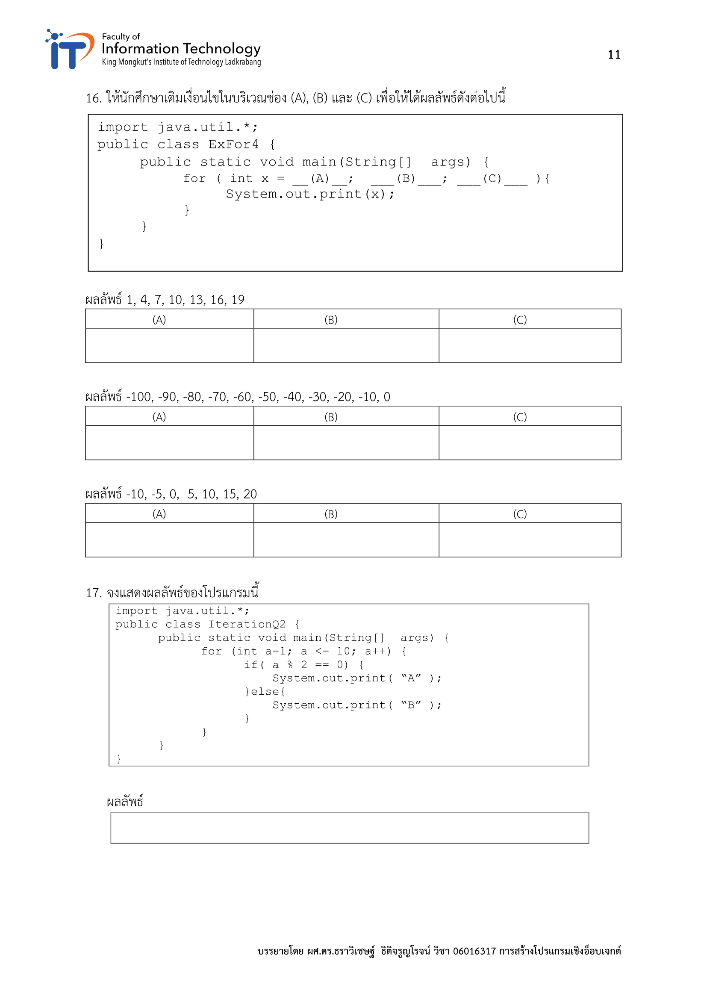 Faculty of
Information Technology
King Mongkut's Institute of Technology Ladkrabang
11
16. ให้นักศึกษาเติมเงื่อนไขในบริเวณช่อง (A), (B) และ (C) เพื่อให้ได้ผลลัพธ์ดังต่อไปนี้
import java.util.*;
public class ExFor4 {
public static void main(String[]  args) {
for ( int x = __(A)__;  ___(B)___; ___(C)___ ){
System.out.print(x);
}
}
}
ผลลัพธ์ 1, 4, 7, 10, 13, 16, 19
(A) (B) (C)
ผลลัพธ์ -100, -90, -80, -70, -60, -50, -40, -30, -20, -10, 0
(A) (B) (C)
ผลลัพธ์ -10, -5, 0,  5, 10, 15, 20
(A) (B) (C)
17. จงแสดงผลลัพธ์ของโปรแกรมนี้
import java.util.*;
public class IterationQ2 {
public static void main(String[]  args) {
for (int a=1; a <= 10; a++) {
if( a % 2 == 0) {
System.out.print( “A” );
}else{
System.out.print( “B” );
}
}
}
}
ผลลัพธ์
บรรยายโดย ผศ.ดร.ธราวิเชษฐ์  ธิติจรูญโรจน์ วิชา 06016317 การสร้างโปรแกรมเชิงอ็อบเจกต์